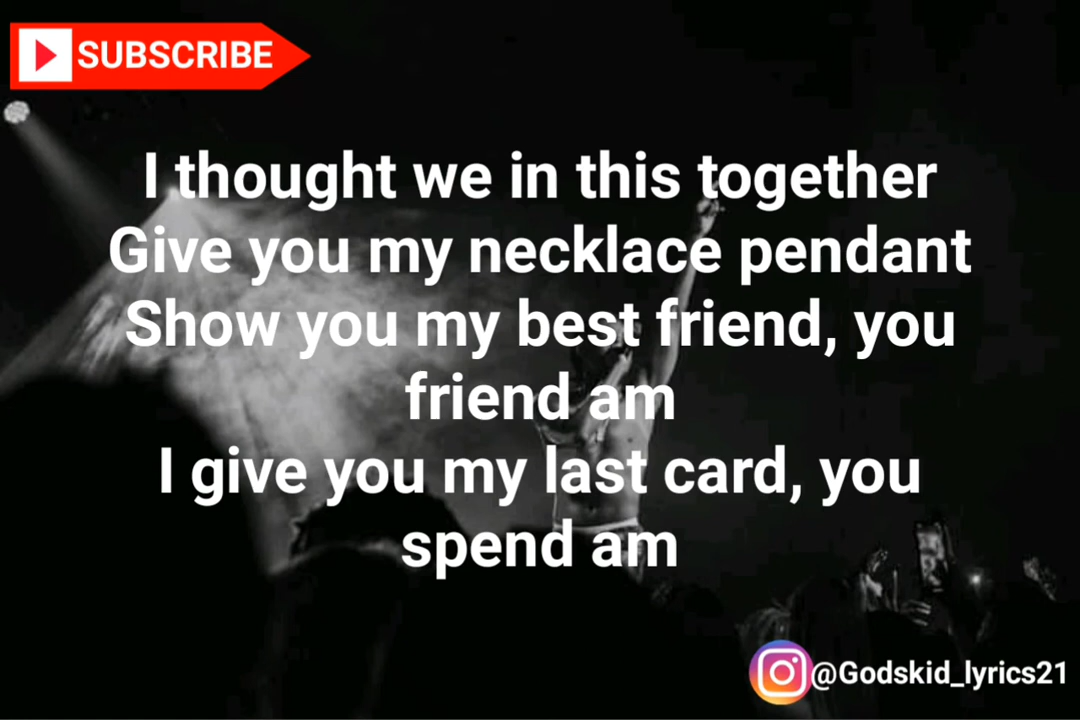 SUBSCRIBE
I thought we in this together
Give you my necklace pendant
Show you my best friend, you
friend am
I give you my last card, you
spend am
@Godskid_lyrics21